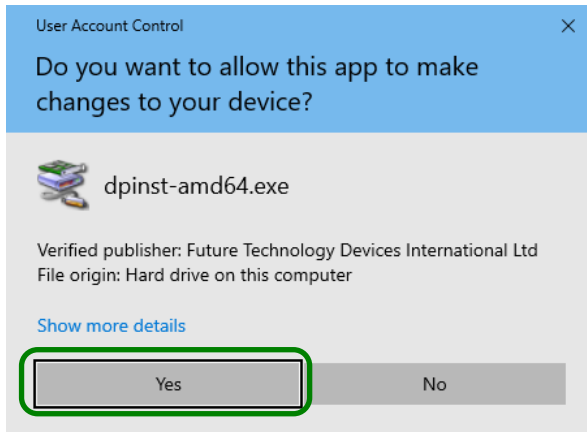 User Account Control
Do you want to allow this app to make
changes to your device?
dpinst-amd64.exe
Verified publisher: Future Technology Devices International Ltd
File origin: Hard drive on this computer
Show more details
Yes
No